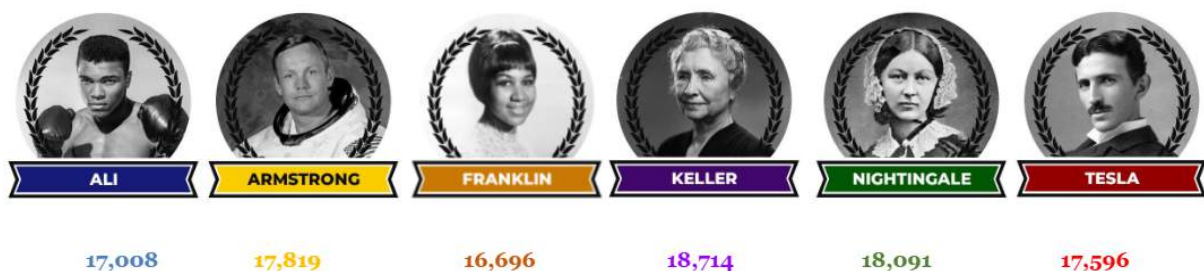 ALI ARMSTRONG FRANKLIN KELLER NIGHTINGALE TESLA
17,008 17,819 16,696 18,714 18,091 17,596